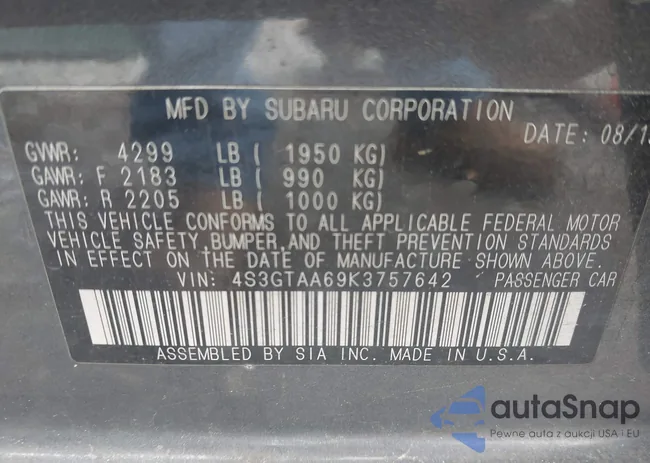 MFD BY SUBARU CORPORATION
DATE: 08/1
GVWR: 4299 LB ( 1950 KG)
GAWR: F 2183 LB ( 990 KG)
GAWR: R 2205 LB ( 1000 KG)
THIS VEHICLE CONFORMS TO ALL APPLICABLE FEDERAL MOTOR
VEHICLE SAFETY,BUMPER,AND THEFT PREVENTION STANDARDS
IN EFFECT ON THE DATE OF MANUFACTURE SHOWN ABOVE.
VIN: 4S3GTAA69K3757642 PASSENGER CAR
ASSEMBLED BY SIA INC. MADE IN U.S.A.
autaSnap
Pewne auta z aukcji USA i EU